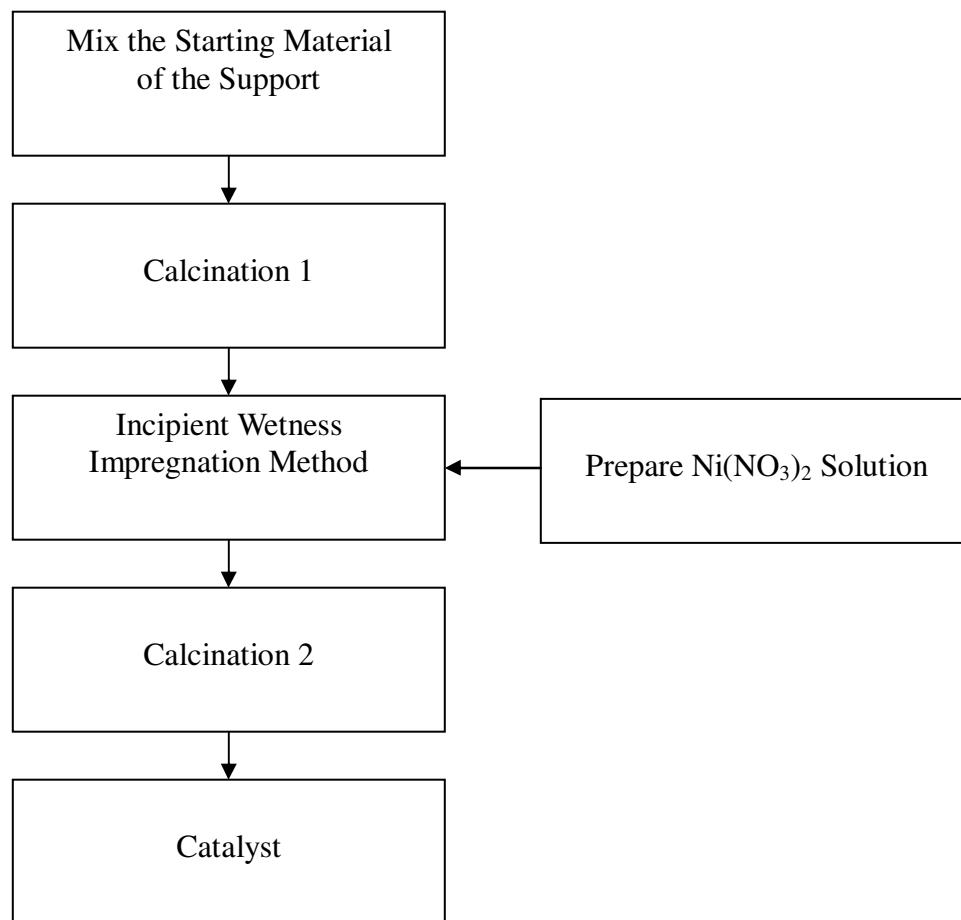 Mix the Starting Material
of the Support
Calcination 1
Incipient Wetness
Impregnation Method
Prepare Ni(NO₃)₂ Solution
Calcination 2
Catalyst